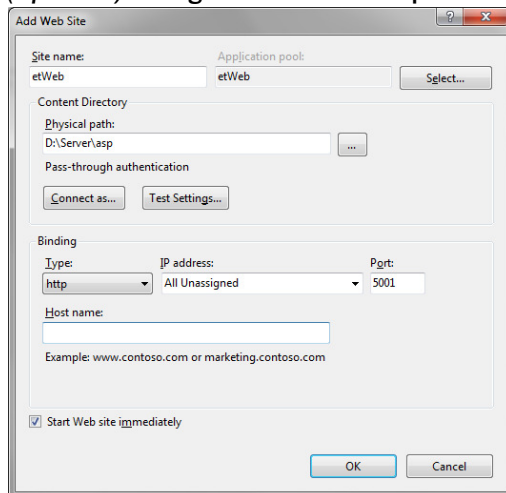 Add Web Site
Site name:
Application pool:
etWeb
etWeb
Select...
Content Directory
Physical path:
D:\Server\asp
...
Pass-through authentication
Connect as...
Test Settings...
Binding
Type:
IP address:
Port:
http
All Unassigned
5001
Host name:
Example: www.contoso.com or marketing.contoso.com
Start Web site immediately
OK
Cancel